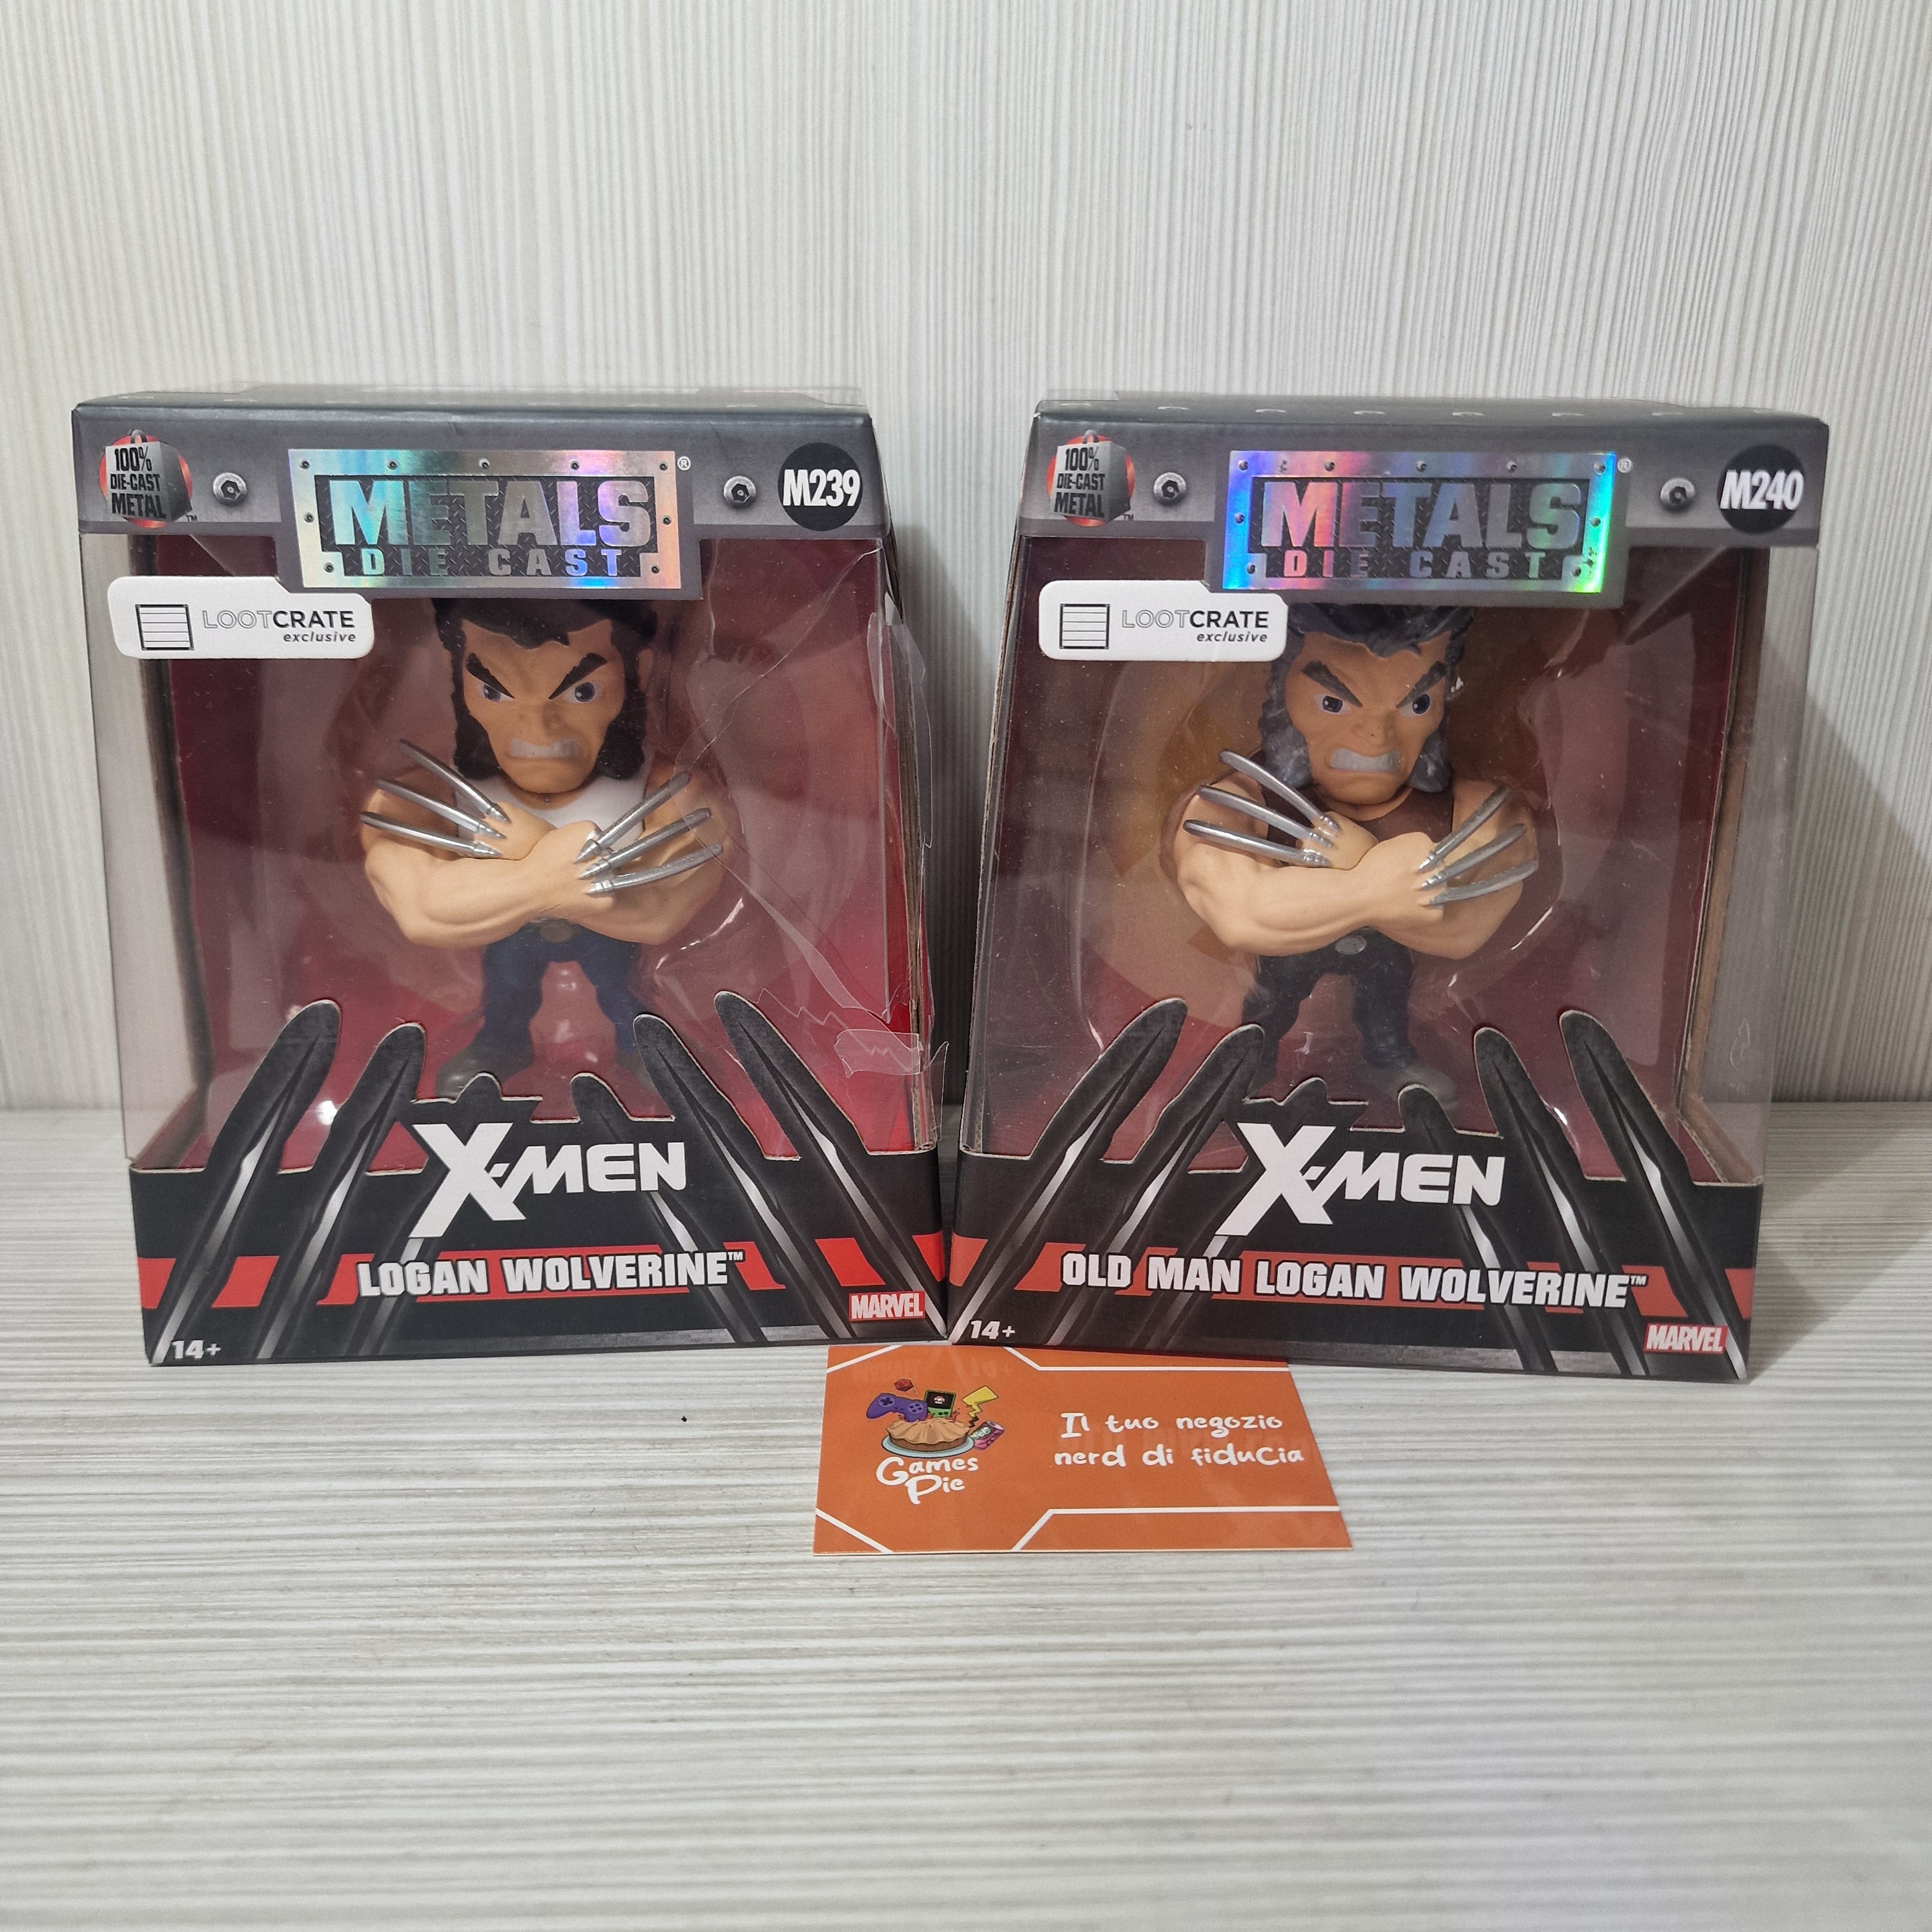 100%
DIE-CAST
METAL
™
METALS
DIE CAST
®
M239
LOOTCRATE
exclusive
X-MEN
LOGAN WOLVERINE™
MARVEL
14+
100%
DIE-CAST
METAL
™
METALS
DIE CAST
®
M240
LOOTCRATE
exclusive
X-MEN
OLD MAN LOGAN WOLVERINE™
14+
MARVEL
Games
Pie
Il tuo negozio
nerd di fiducia